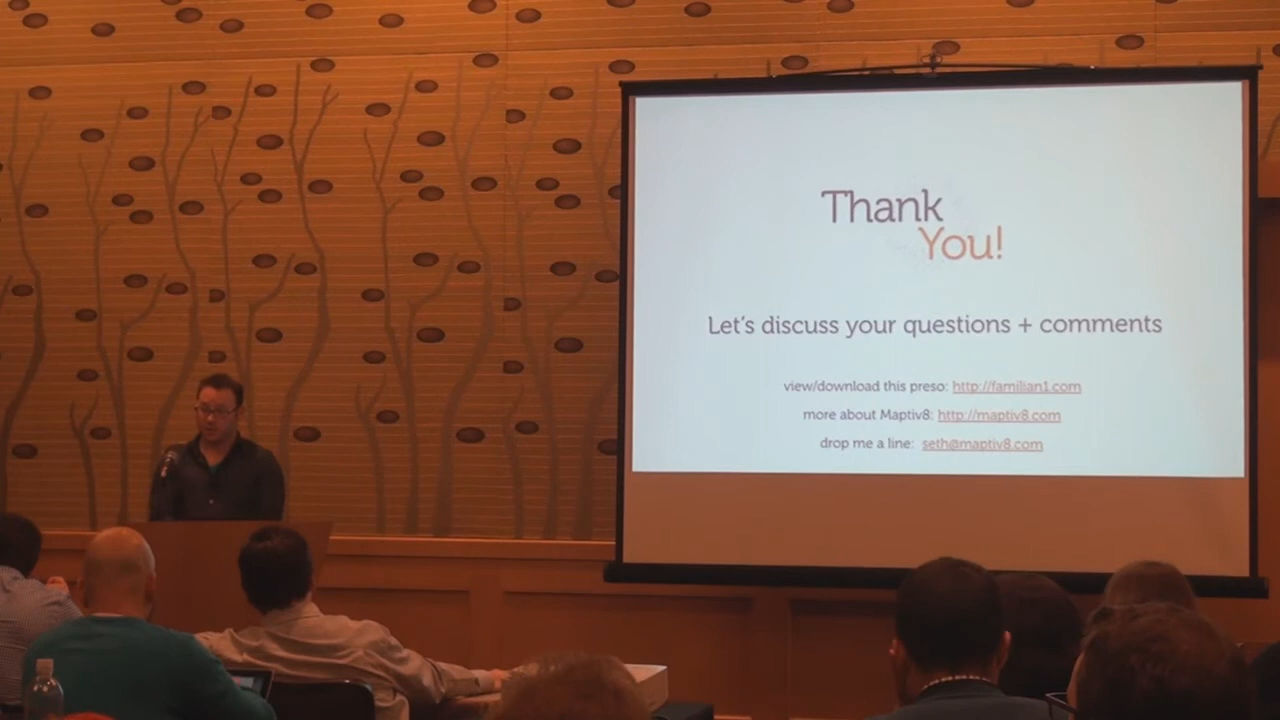 Thank
You!
Let's discuss your questions + comments
view/download this preso: http://familian1.com
more about Maptiv8: http://maptiv8.com
drop me a line: seth@maptiv8.com